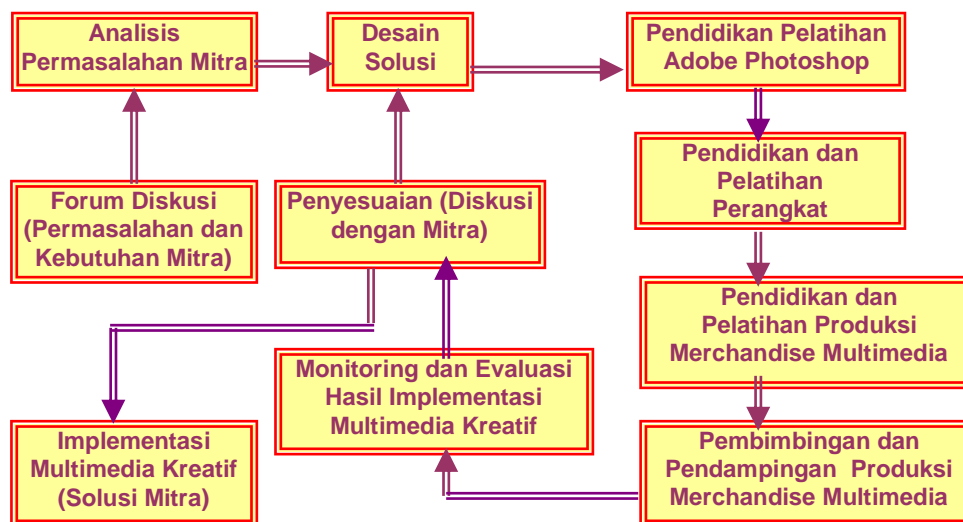 Analisis
Permasalahan Mitra
Desain
Solusi
Pendidikan Pelatihan
Adobe Photoshop
Pendidikan dan
Pelatihan
Perangkat
Forum Diskusi
(Permasalahan dan
Kebutuhan Mitra)
Penyesuaian (Diskusi
dengan Mitra)
Pendidikan dan
Pelatihan Produksi
Merchandise Multimedia
Monitoring dan Evaluasi
Hasil Implementasi
Multimedia Kreatif
Implementasi
Multimedia Kreatif
(Solusi Mitra)
Pembimbingan dan
Pendampingan Produksi
Merchandise Multimedia